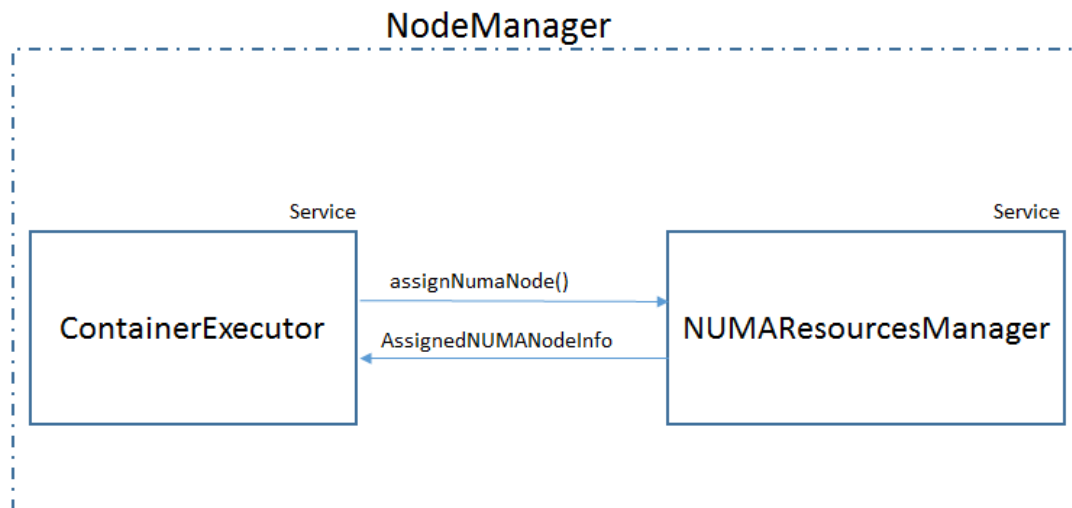 NodeManager
Service
Service
ContainerExecutor
assignNumaNode()
AssignedNUMANodeInfo
NUMAResourcesManager